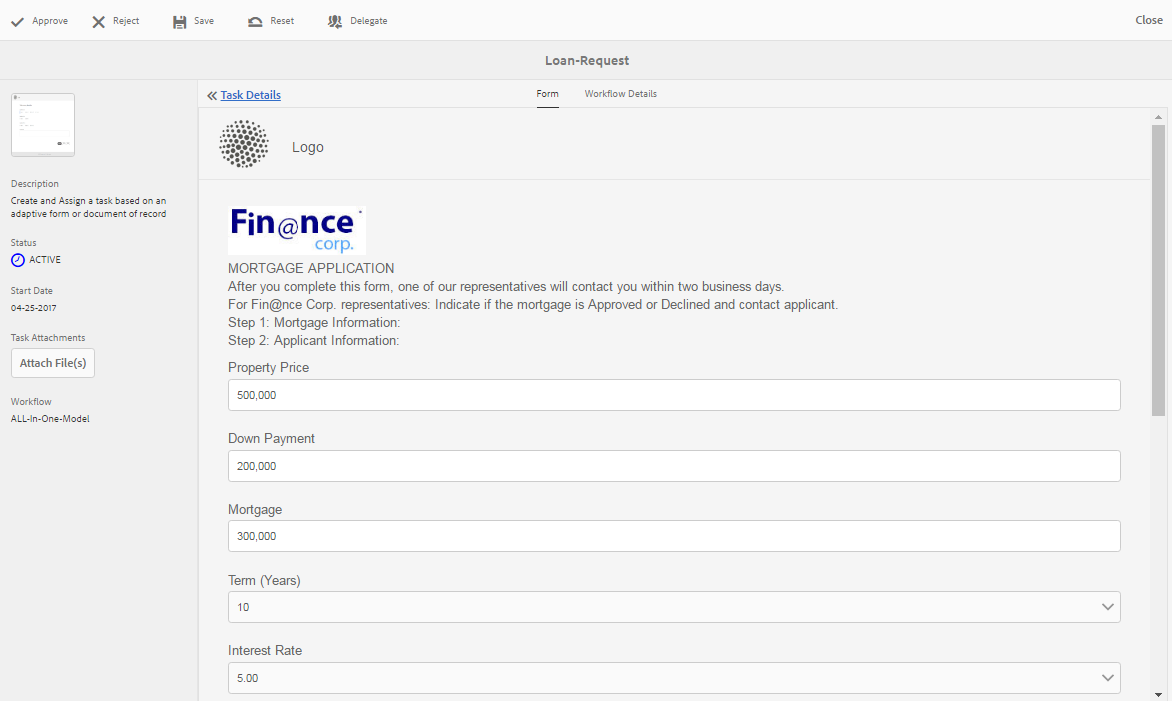 Approve Reject Save Reset Delegate Close
Loan-Request
Task Details Form Workflow Details
Logo
Description
Create and Assign a task based on an
adaptive form or document of record
Status
ACTIVE
Start Date
04-25-2017
Task Attachments
Attach File(s)
Workflow
ALL-In-One-Model
Fin@nce
corp.
MORTGAGE APPLICATION
After you complete this form, one of our representatives will contact you within two business days.
For Fin@nce Corp. representatives: Indicate if the mortgage is Approved or Declined and contact applicant.
Step 1: Mortgage Information:
Step 2: Applicant Information:
Property Price
500,000
Down Payment
200,000
Mortgage
300,000
Term (Years)
10
Interest Rate
5.00